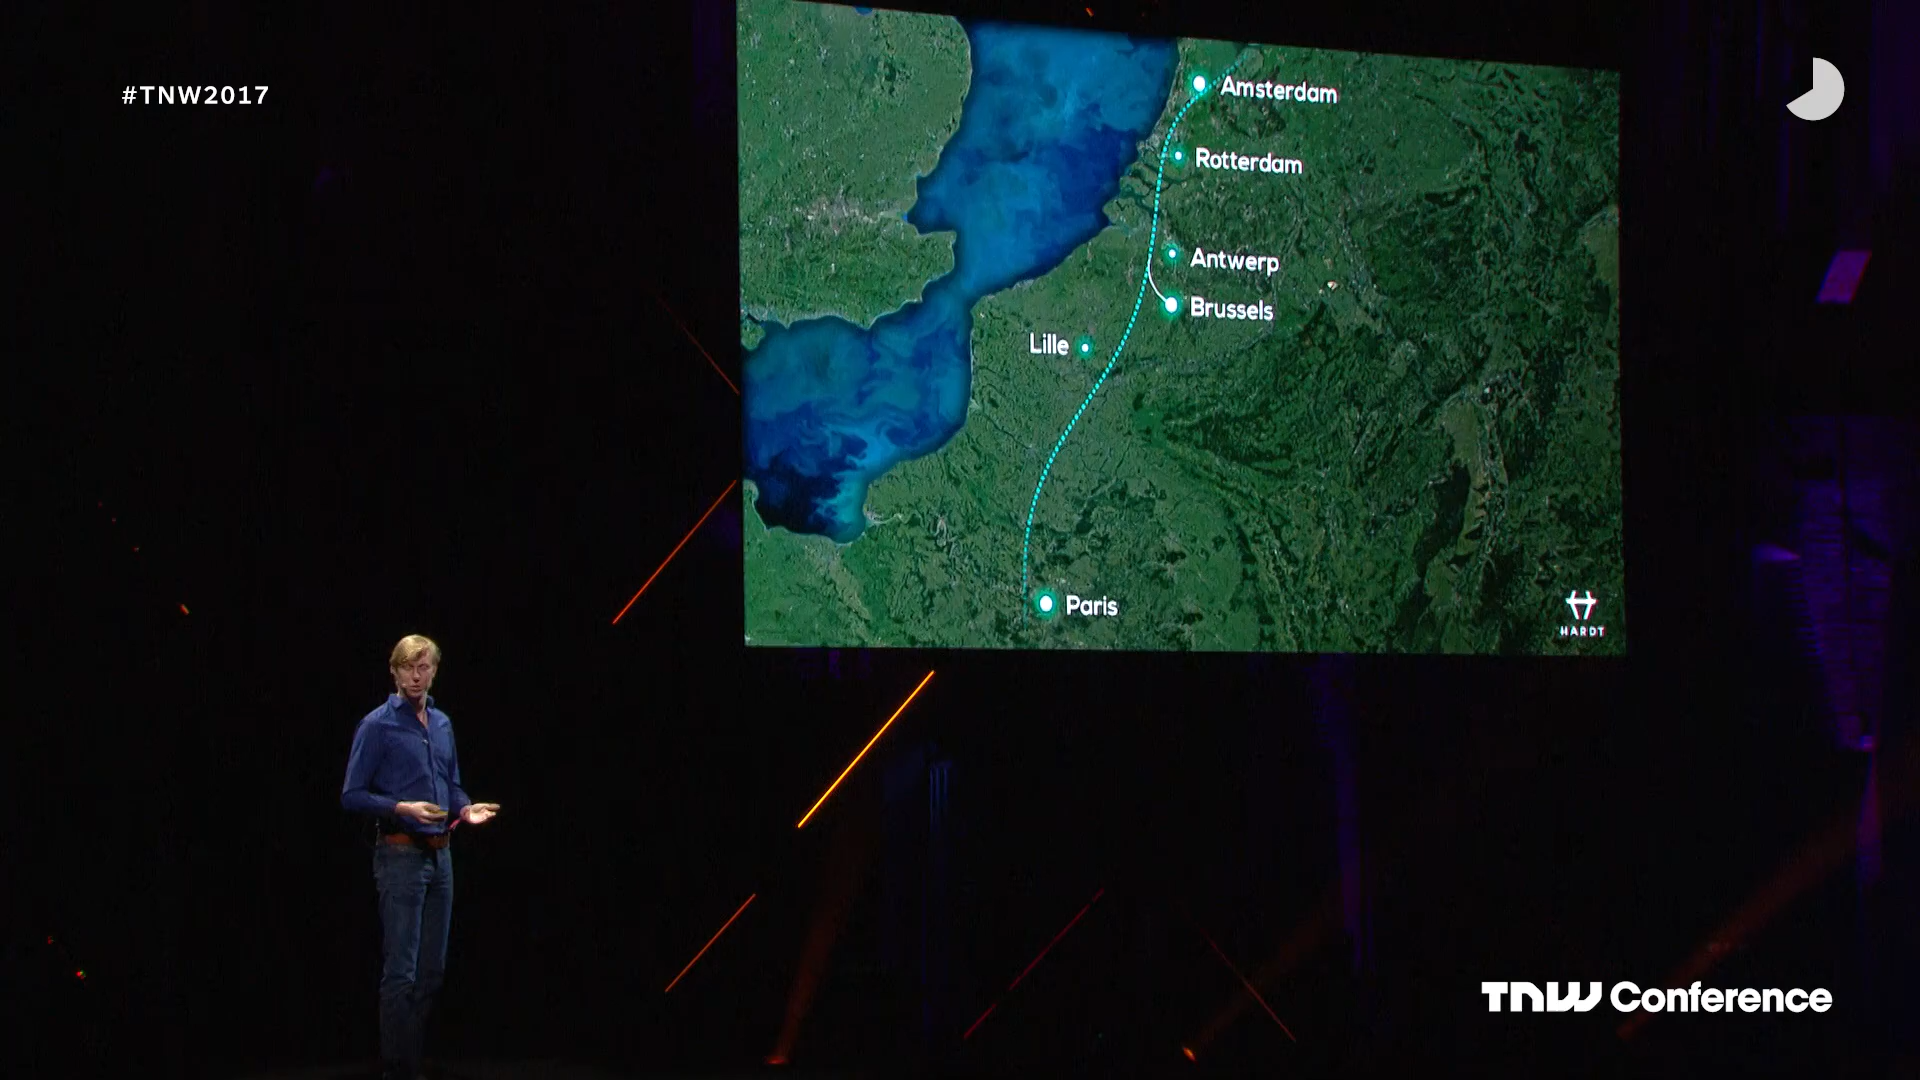 #TNW2017
Amsterdam
Rotterdam
Antwerp
Brussels
Lille
Paris
HARDT
TNW Conference